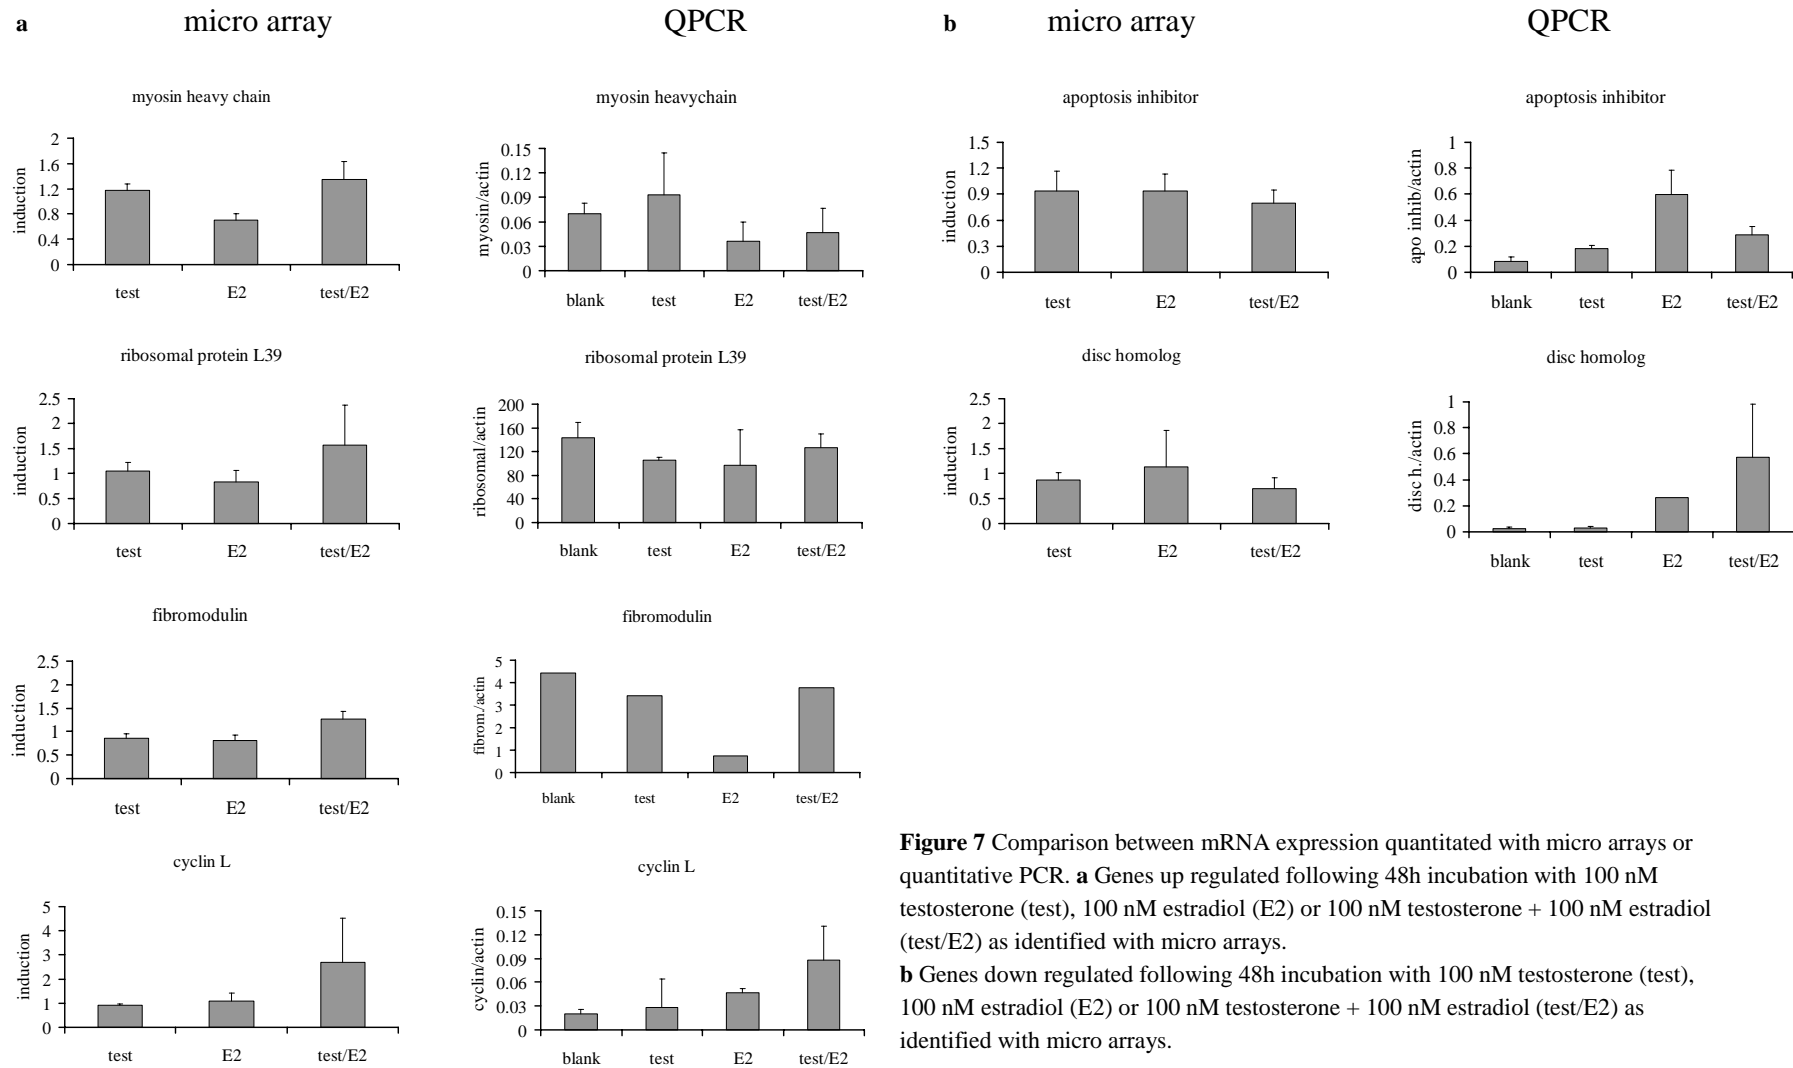 a micro array QPCR
myosin heavy chain
induction
2
1.6
1.2
0.8
0.4
0
test E2 test/E2
myosin heavychain
myosin/actin
0.15
0.09
0.06
0.03
0
blank test E2 test/E2
ribosomal protein L39
induction
2.5
2
1.5
1
0.5
0
test E2 test/E2
ribosomal protein L39
ribosomal/actin
200
160
120
80
40
0
blank test E2 test/E2
fibromodulin
induction
2.5
2
1.5
1
0.5
0
test E2 test/E2
fibromodulin
fibrom./actin
5
4
3
2
1
0
blank test E2 test/E2
cyclin L
induction
5
4
3
2
1
0
test E2 test/E2
cyclin L
cyclin/actin
0.15
0.12
0.09
0.06
0.03
0
blank test E2 test/E2
b micro array QPCR
apoptosis inhibitor
induction
1.5
1.2
0.9
0.6
0.3
0
test E2 test/E2
apoptosis inhibitor
apo inhib/actin
1
0.8
0.6
0.4
0.2
0
blank test E2 test/E2
disc homolog
induction
2.5
2
1.5
1
0.5
0
test E2 test/E2
disc homolog
disc h./actin
1
0.8
0.6
0.4
0.2
0
blank test E2 test/E2
Figure 7 Comparison between mRNA expression quantitated with micro arrays or
quantitative PCR. a Genes up regulated following 48h incubation with 100 nM
testosterone (test), 100 nM estradiol (E2) or 100 nM testosterone + 100 nM estradiol
(test/E2) as identified with micro arrays.
b Genes down regulated following 48h incubation with 100 nM testosterone (test),
100 nM estradiol (E2) or 100 nM testosterone + 100 nM estradiol (test/E2) as
identified with micro arrays.